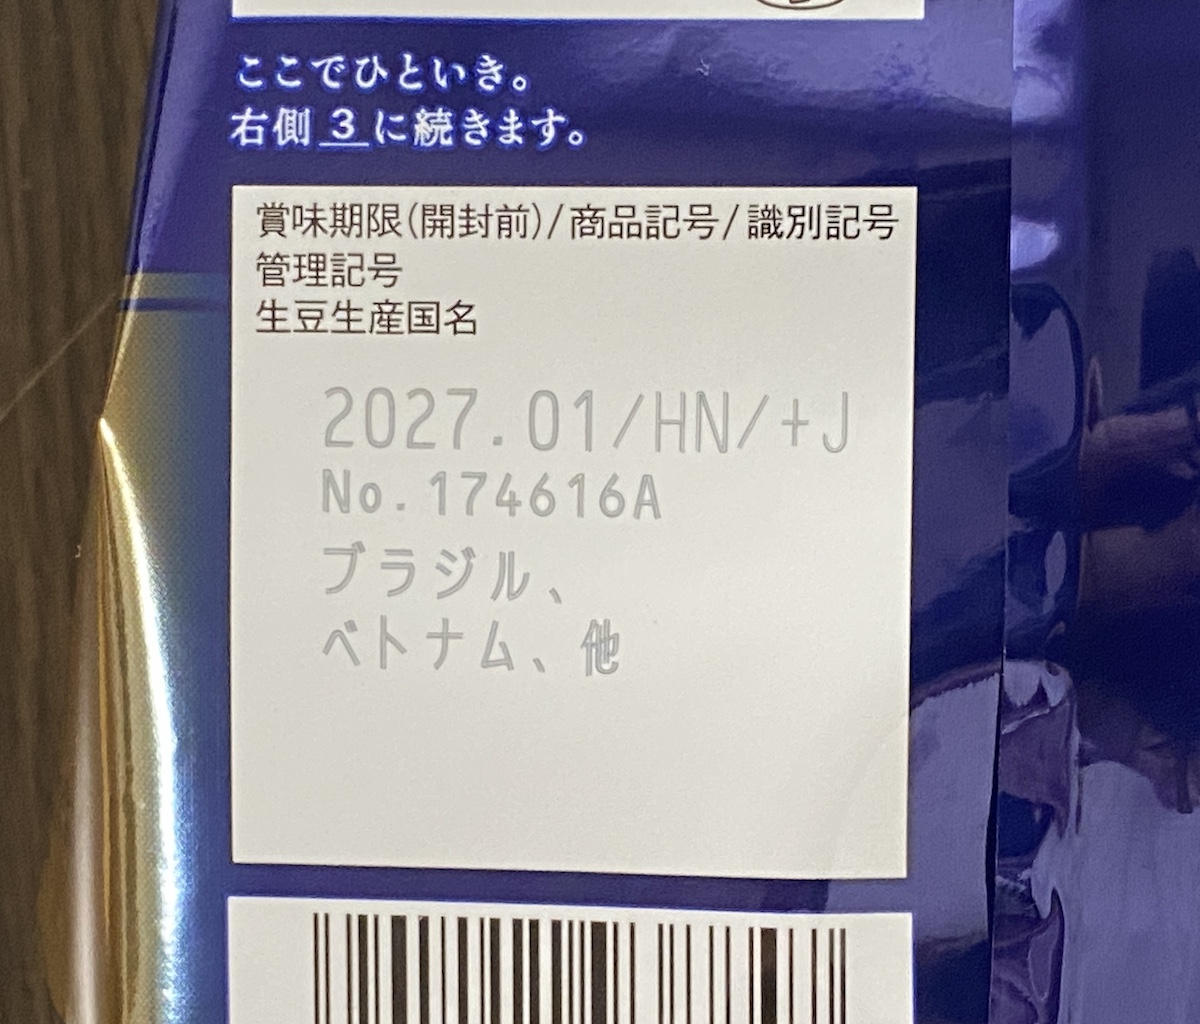 ここでひといき。
右側 3 に続きます。
賞味期限(開封前)/商品記号/識別記号
管理記号
生豆生産国名
2027.01/HN/+J
No.174616A
ブラジル、
ベトナム、他